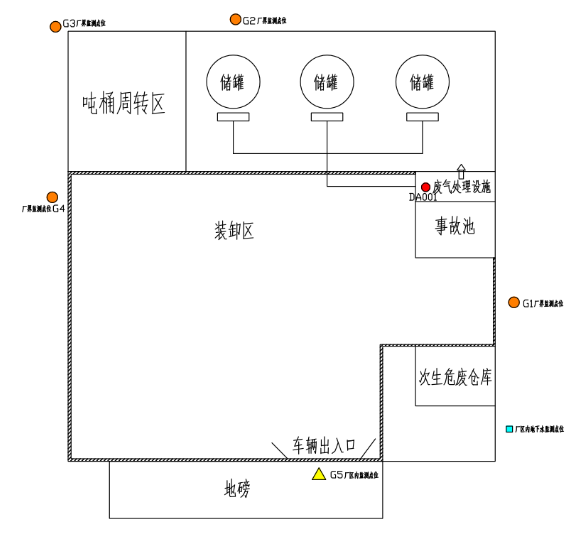 G3厂界监测点位
G2厂界监测点位
吨桶周转区
储罐
储罐
储罐
废气处理设施
DA001
厂界监测点位G4
装卸区
事故池
G1厂界监测点位
次生危废仓库
厂区内地下水监测点位
车辆出入口
G5厂区内监测点位
地磅